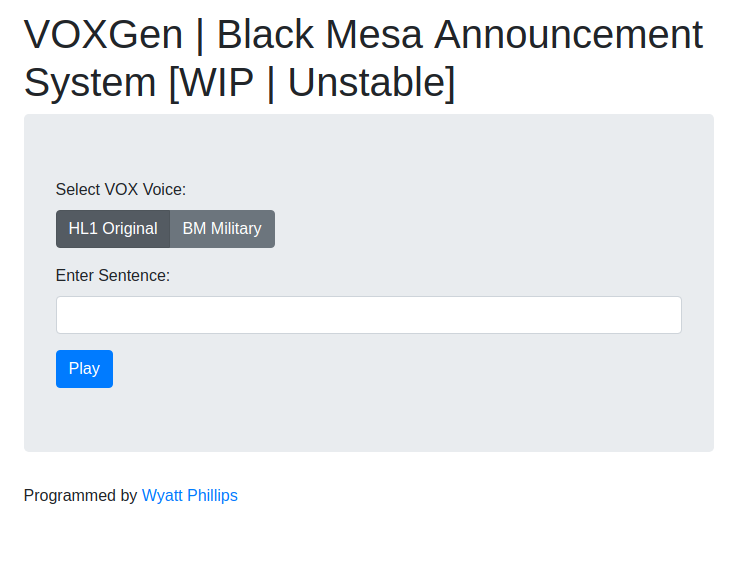 VOXGen | Black Mesa Announcement
System [WIP | Unstable]
Select VOX Voice:
HL1 Original BM Military
Enter Sentence:
Play
Programmed by Wyatt Phillips